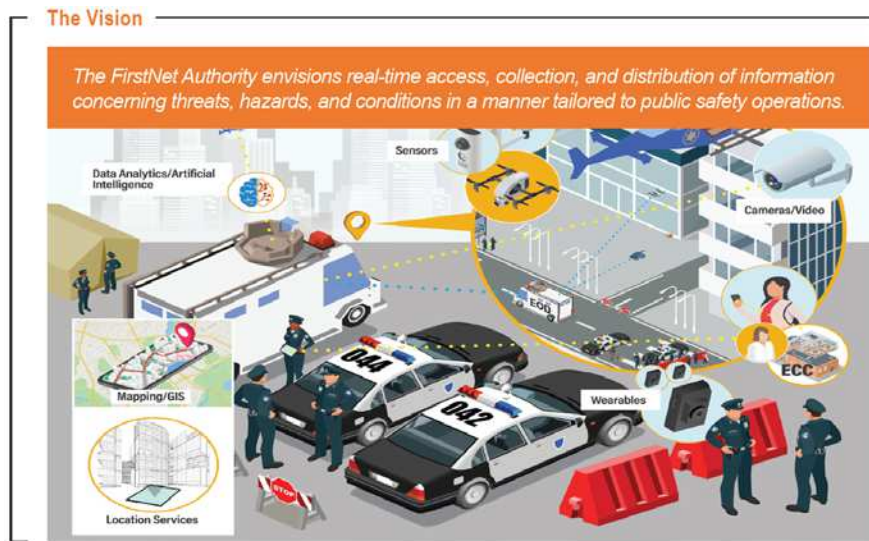 The Vision
The FirstNet Authority envisions real-time access, collection, and distribution of information
concerning threats, hazards, and conditions in a manner tailored to public safety operations.
Sensors
Data Analytics/Artificial
Intelligence
Cameras/Video
EOD
044
Mapping/GIS
ECC
Wearables
042
STOP
Location Services